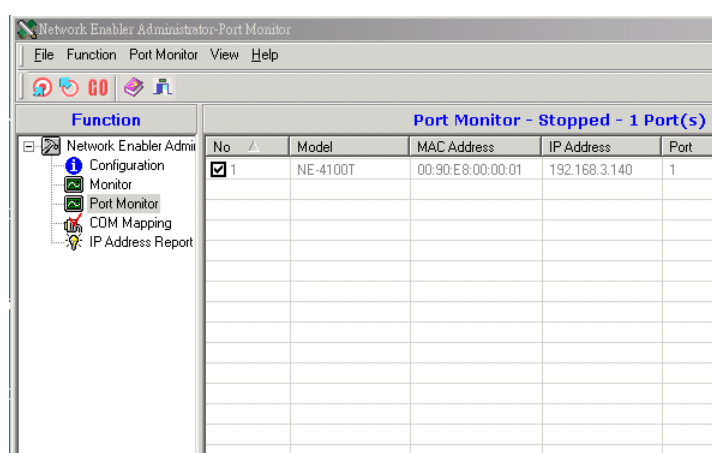 Network Enabler Administrator-Port Monitor
File Function Port Monitor View Help
GO
Function
Port Monitor - Stopped - 1 Port(s)
Network Enabler Admi
Configuration
Monitor
Port Monitor
COM Mapping
IP Address Report
No Model MAC Address IP Address Port
1 NE-4100T 00:90:E8:00:00:01 192.168.3.140 1